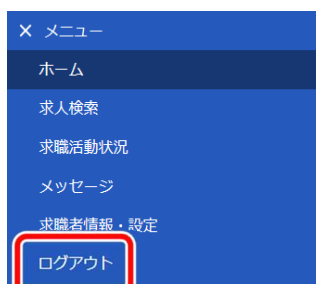 × メニュー
ホーム
求人検索
求職活動状況
メッセージ
求職者情報・設定
ログアウト